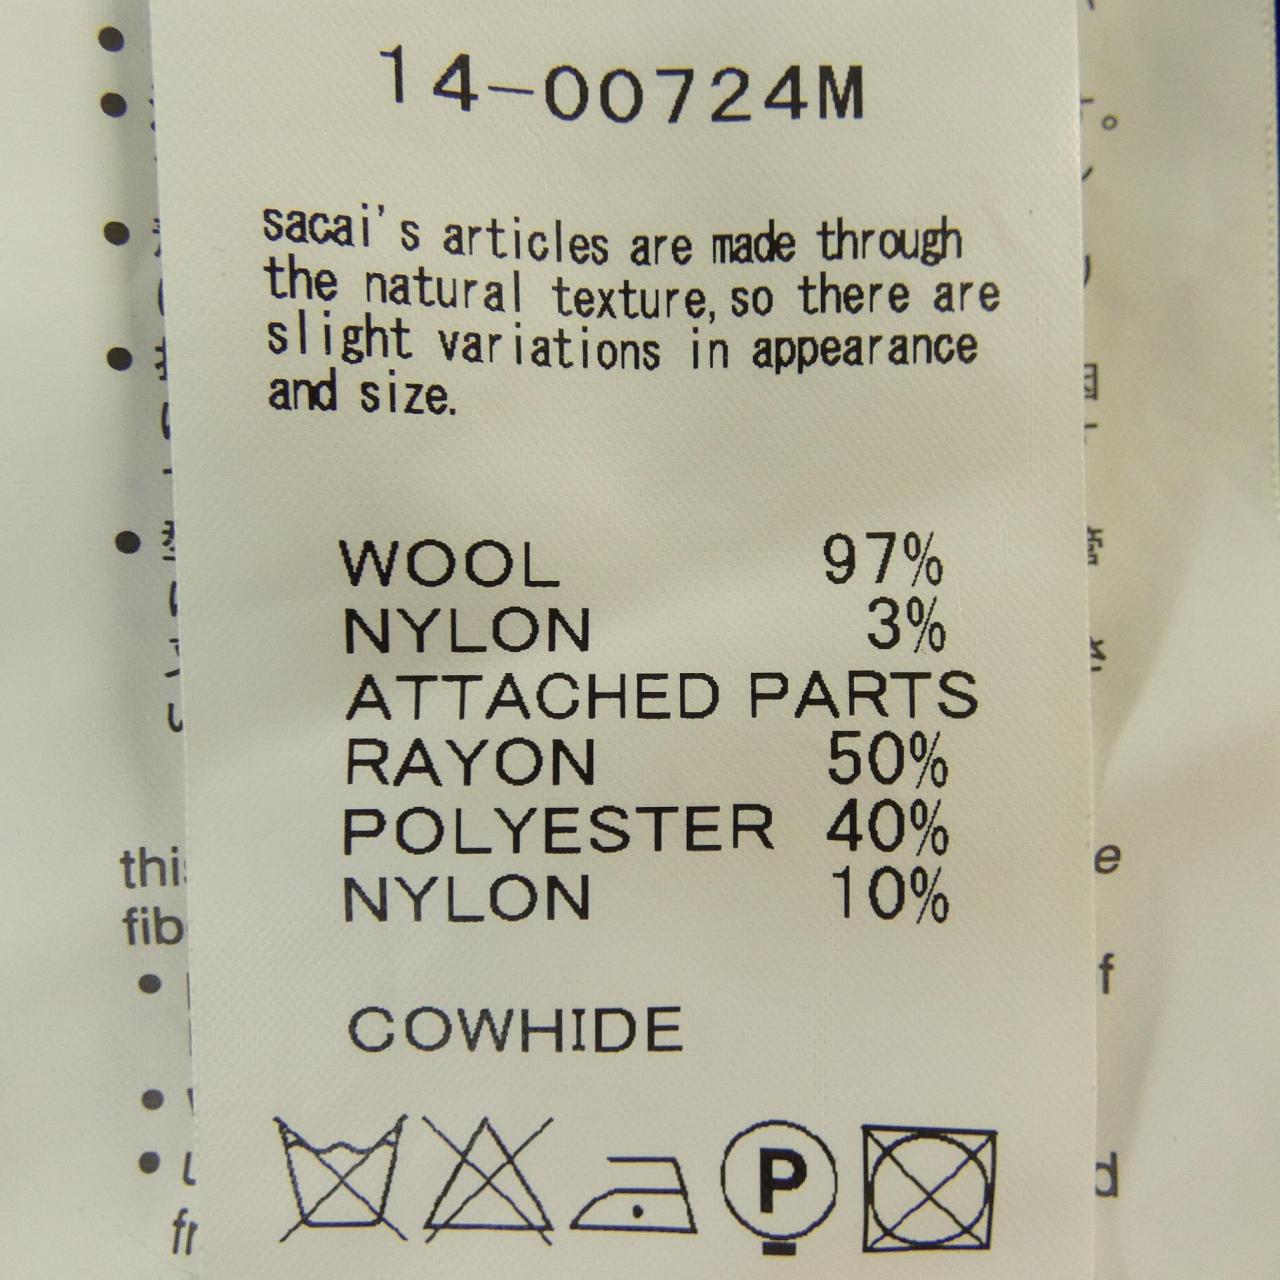 14-00724M
sacai's articles are made through
the natural texture, so there are
slight variations in appearance
and size.
WOOL 97%
NYLON 3%
ATTACHED PARTS
RAYON 50%
POLYESTER 40%
NYLON 10%
COWHIDE
P